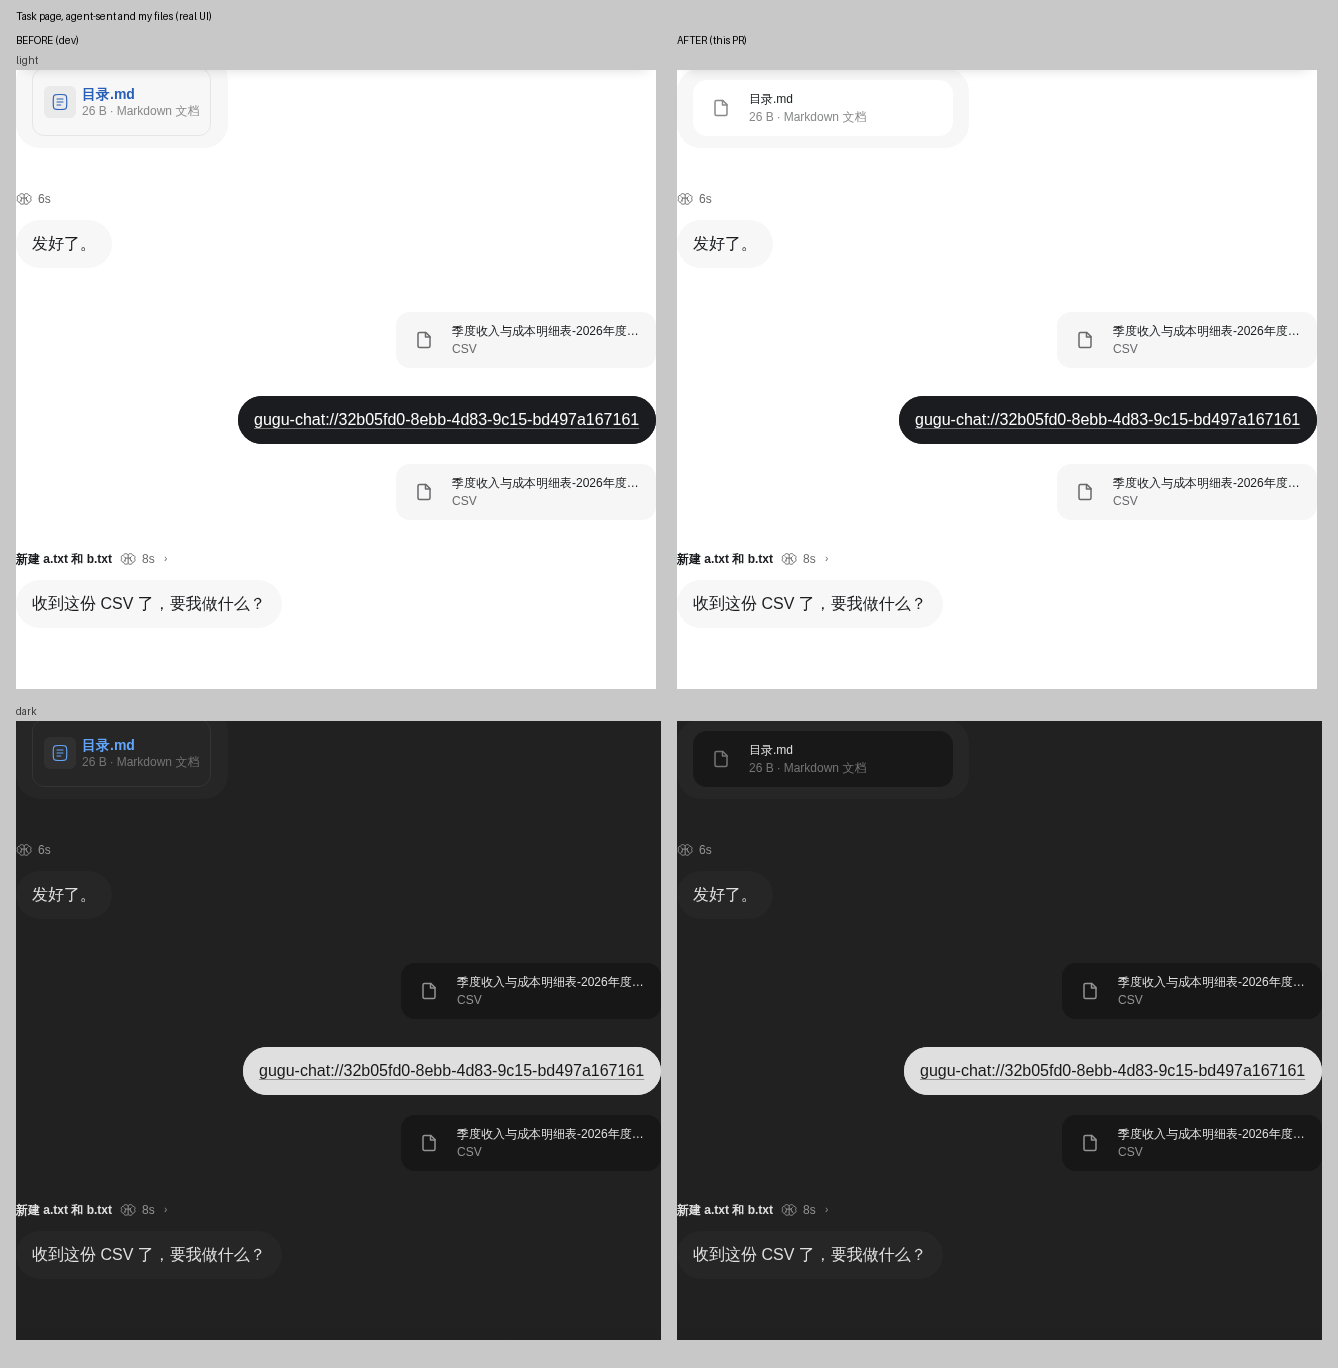 Task page, agent-sent and my files (real UI)
BEFORE (dev)
light
目录.md
26 B · Markdown 文档
6s
发好了。
季度收入与成本明细表-2026年度…
CSV
gugu-chat://32b05fd0-8ebb-4d83-9c15-bd497a167161
季度收入与成本明细表-2026年度…
CSV
新建 a.txt 和 b.txt 8s ›
收到这份 CSV 了，要我做什么？
AFTER (this PR)
目录.md
26 B · Markdown 文档
6s
发好了。
季度收入与成本明细表-2026年度…
CSV
gugu-chat://32b05fd0-8ebb-4d83-9c15-bd497a167161
季度收入与成本明细表-2026年度…
CSV
新建 a.txt 和 b.txt 8s ›
收到这份 CSV 了，要我做什么？
dark
目录.md
26 B · Markdown 文档
6s
发好了。
季度收入与成本明细表-2026年度…
CSV
gugu-chat://32b05fd0-8ebb-4d83-9c15-bd497a167161
季度收入与成本明细表-2026年度…
CSV
新建 a.txt 和 b.txt 8s ›
收到这份 CSV 了，要我做什么？
目录.md
26 B · Markdown 文档
6s
发好了。
季度收入与成本明细表-2026年度…
CSV
gugu-chat://32b05fd0-8ebb-4d83-9c15-bd497a167161
季度收入与成本明细表-2026年度…
CSV
新建 a.txt 和 b.txt 8s ›
收到这份 CSV 了，要我做什么？